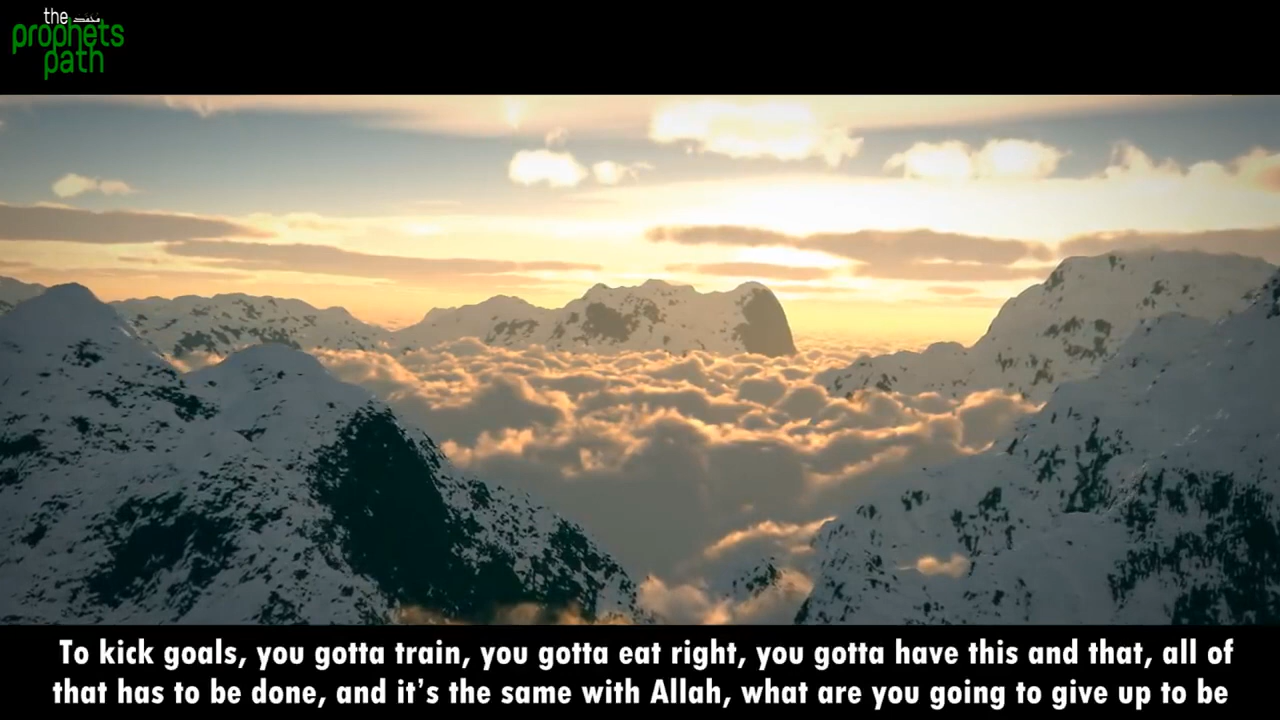 the
prophets
path
To kick goals, you gotta train, you gotta eat right, you gotta have this and that, all of
that has to be done, and it's the same with Allah, what are you going to give up to be